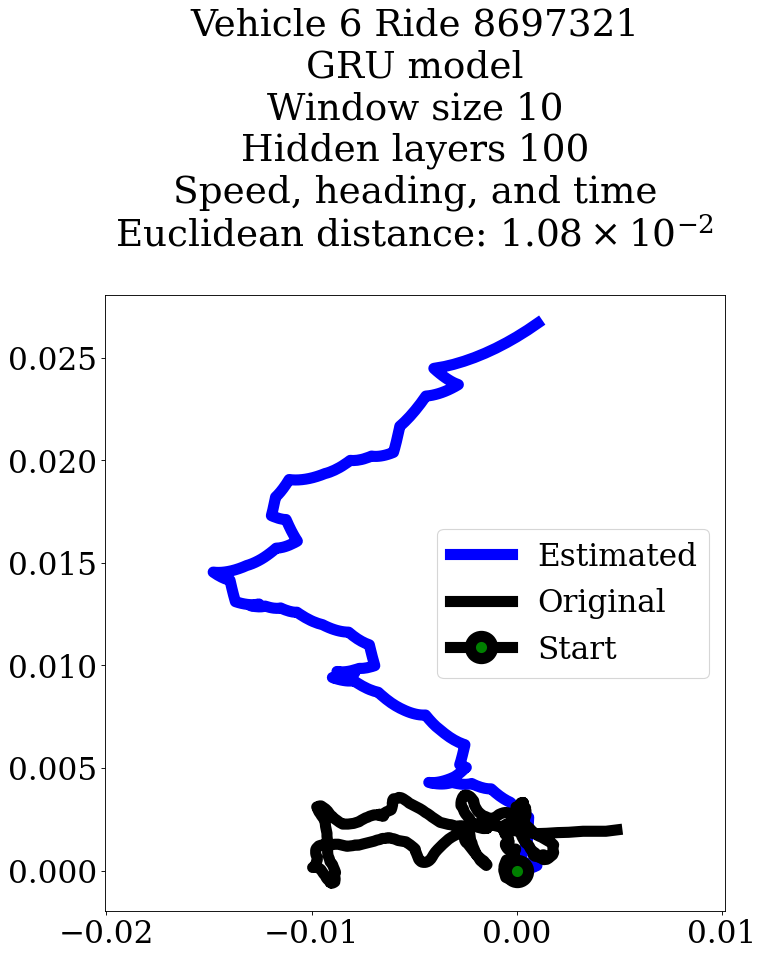 Vehicle 6 Ride 8697321
GRU model
Window size 10
Hidden layers 100
Speed, heading, and time
Euclidean distance: 1.08 × 10⁻²
0.025
0.020
0.015
0.010
0.005
0.000
Estimated
Original
Start
−0.02 −0.01 0.00 0.01